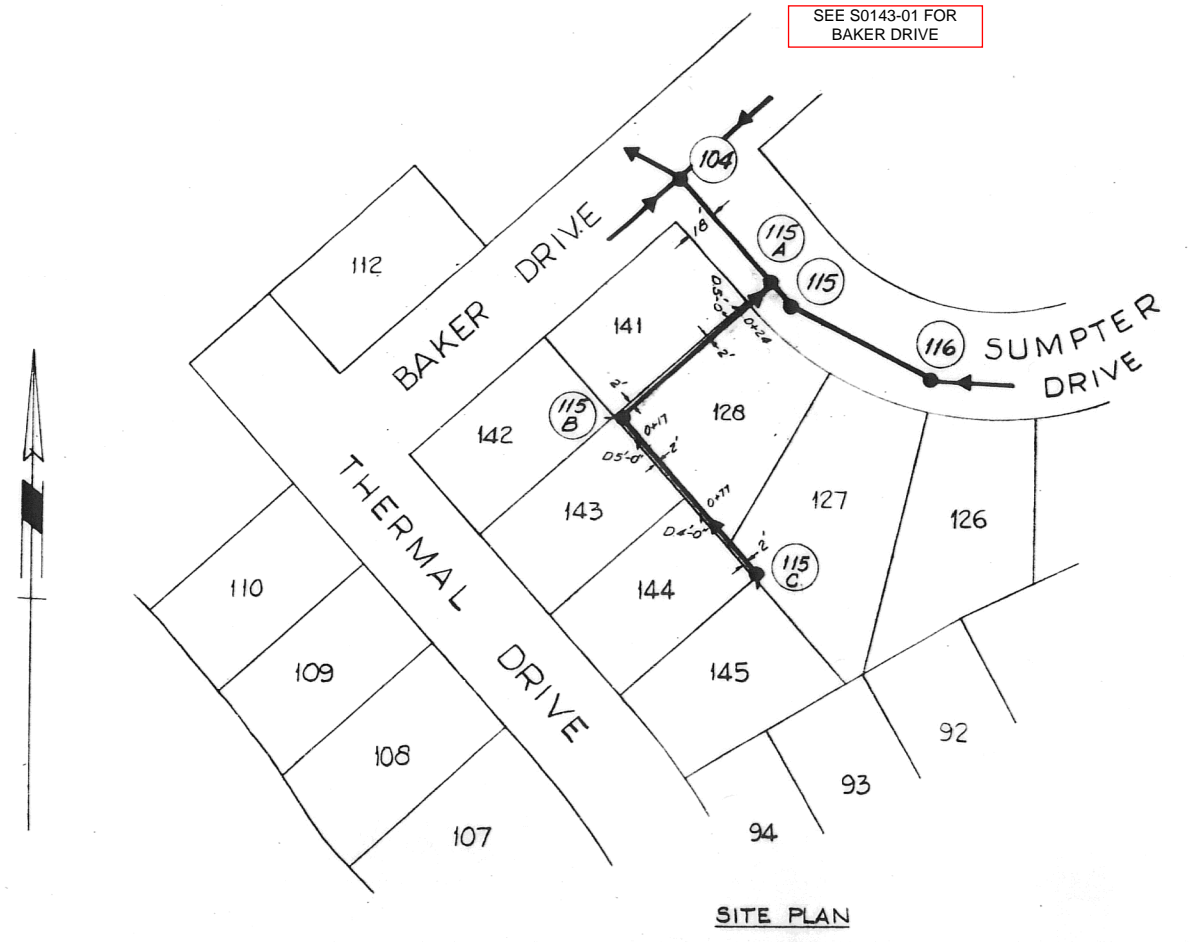 SEE S0143-01 FOR
BAKER DRIVE
104
18'
115
A
115
116
SUMPTER
DRIVE
112
BAKER DRIVE
141
D5'-0"
0+24
2'
2'
115
B
0+17
D5'-0"
2'
128
142
143
THERMAL DRIVE
0+77
D4'-0"
2'
115
C
127
126
144
145
110
109
108
107
92
93
94
SITE PLAN